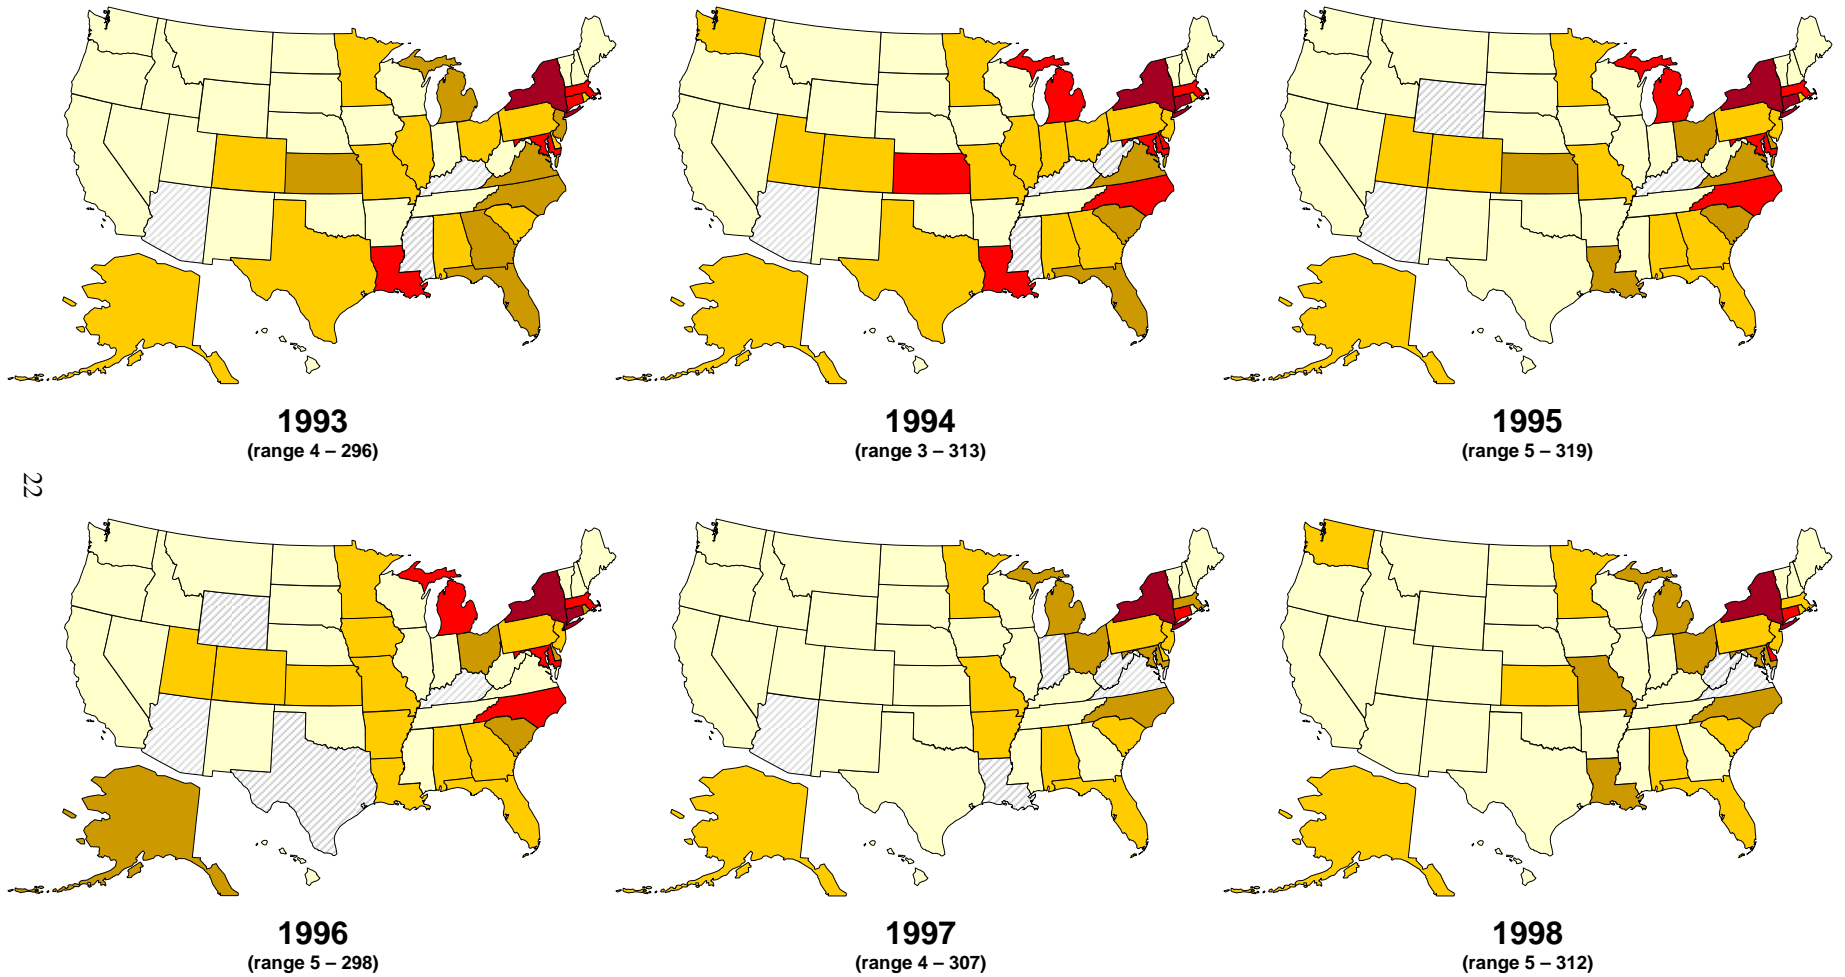 1993
(range 4 – 296)
1994
(range 3 – 313)
1995
(range 5 – 319)
22
1996
(range 5 – 298)
1997
(range 4 – 307)
1998
(range 5 – 312)